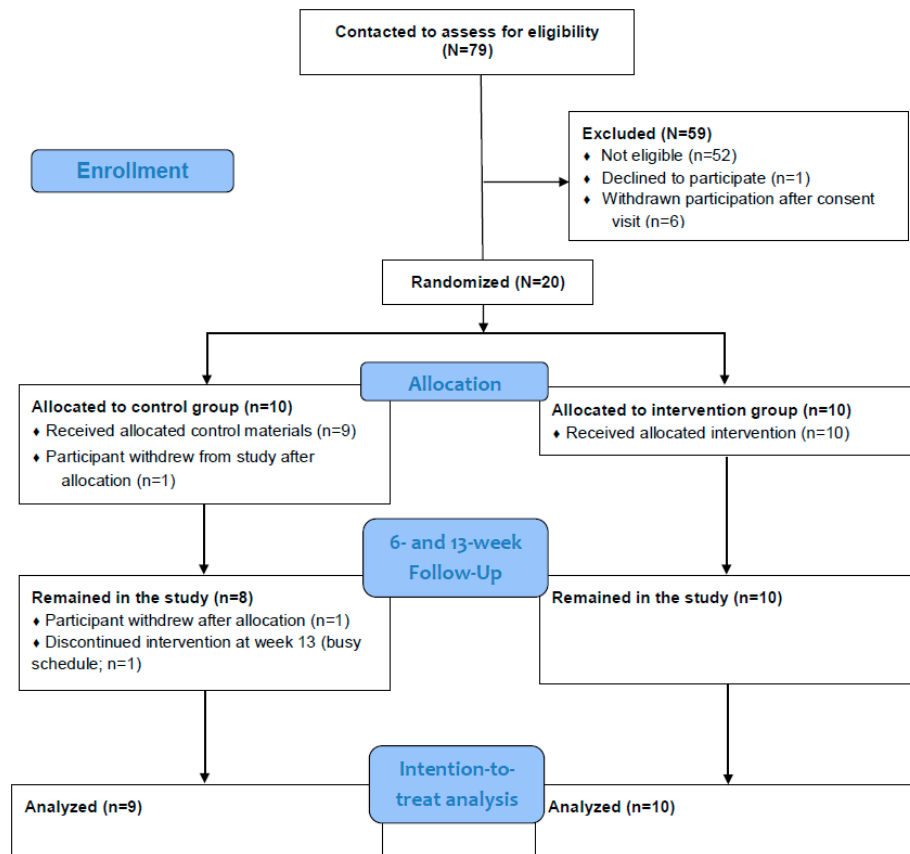 Contacted to assess for eligibility
(N=79)
Enrollment
Excluded (N=59)
♦ Not eligible (n=52)
♦ Declined to participate (n=1)
♦ Withdrawn participation after consent
visit (n=6)
Randomized (N=20)
Allocation
Allocated to control group (n=10)
♦ Received allocated control materials (n=9)
♦ Participant withdrew from study after
allocation (n=1)
Allocated to intervention group (n=10)
♦ Received allocated intervention (n=10)
6- and 13-week
Follow-Up
Remained in the study (n=8)
♦ Participant withdrew after allocation (n=1)
♦ Discontinued intervention at week 13 (busy
schedule; n=1)
Remained in the study (n=10)
Intention-to-
treat analysis
Analyzed (n=9)
Analyzed (n=10)